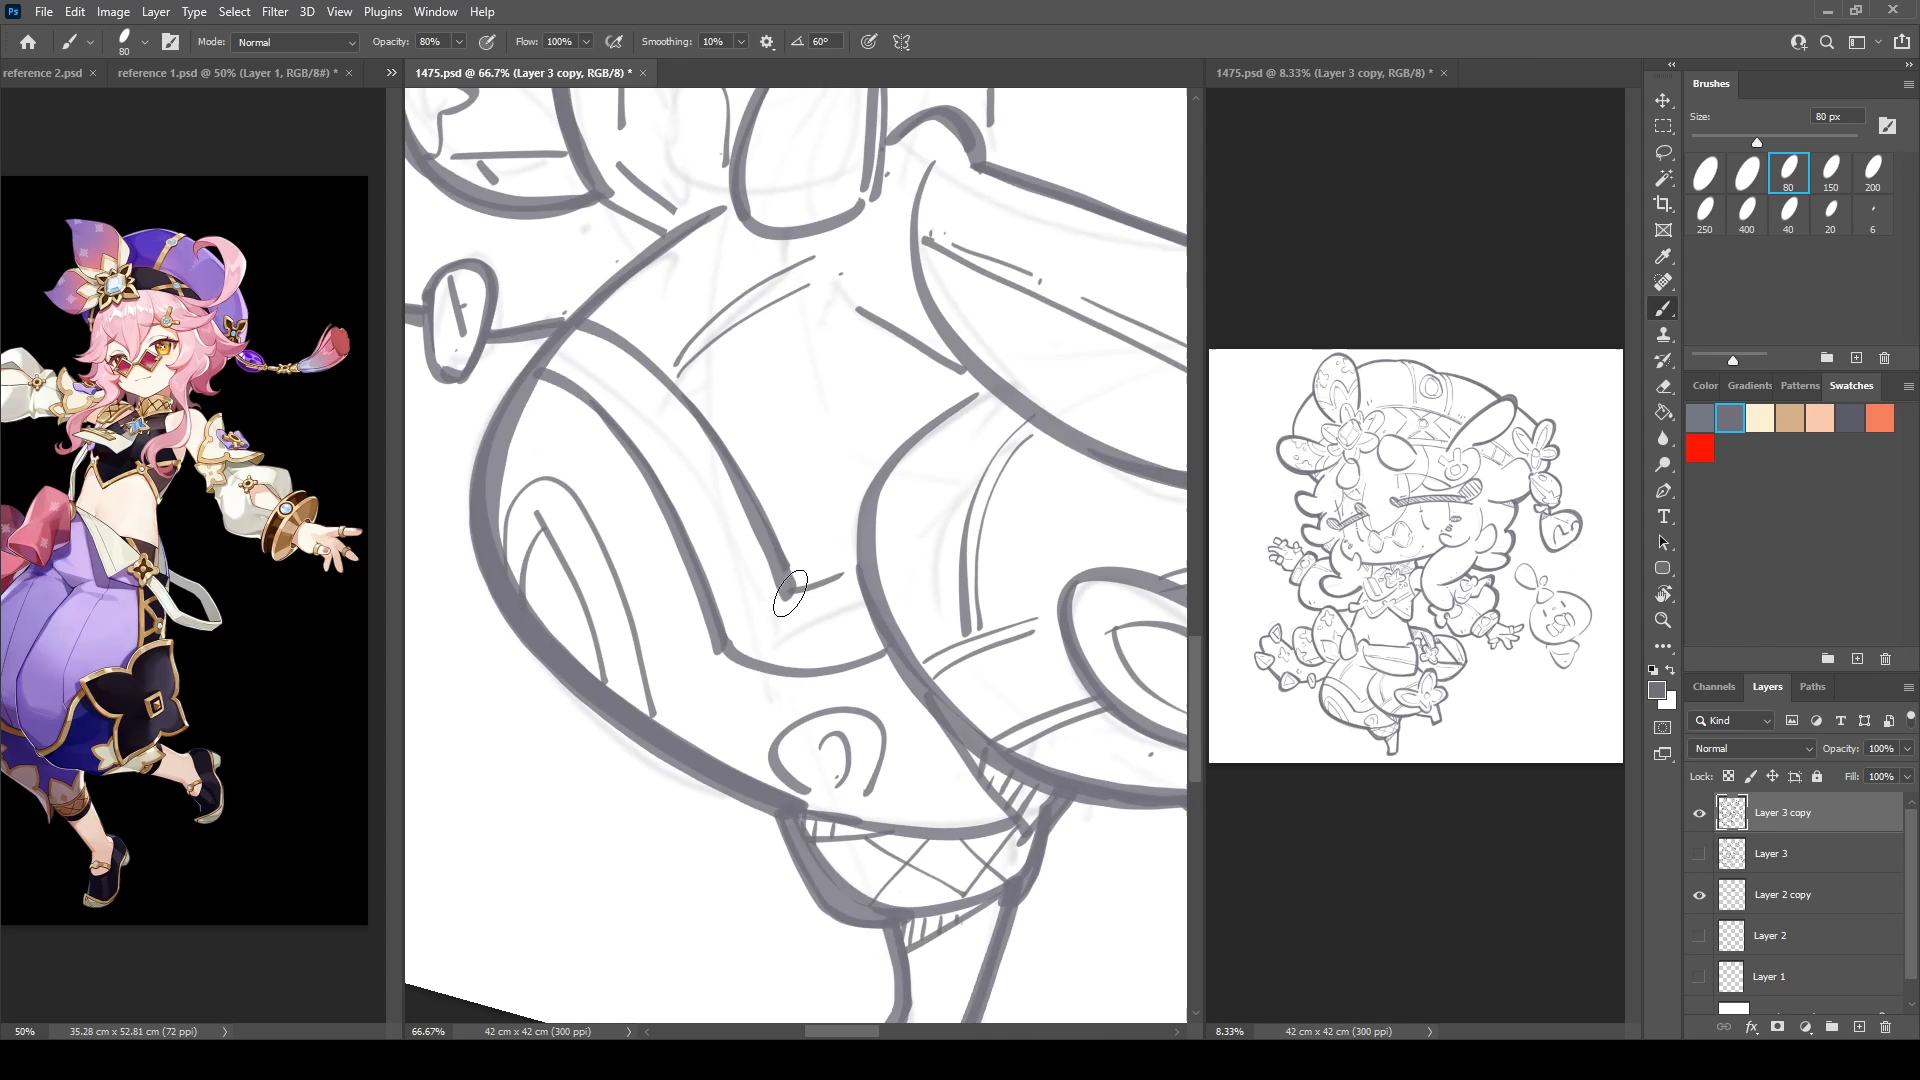 Ps File Edit Image Layer Type Select Filter 3D View Plugins Window Help
80 Mode: Normal Opacity: 80% Flow: 100% Smoothing: 10% 60°
reference 2.psd × reference 1.psd @ 50% (Layer 1, RGB/8#) * × 1475.psd @ 66.7% (Layer 3 copy, RGB/8) * × 1475.psd @ 8.33% (Layer 3 copy, RGB/8) * ×
Brushes
Size: 80 px
80 150 200
250 400 40 20 6
Color Gradients Patterns Swatches
Channels Layers Paths
Kind
Normal Opacity: 100%
Lock: Fill: 100%
Layer 3 copy
Layer 3
Layer 2 copy
Layer 2
Layer 1
fx
50% 35.28 cm x 52.81 cm (72 ppi) 66.67% 42 cm x 42 cm (300 ppi) 8.33% 42 cm x 42 cm (300 ppi)